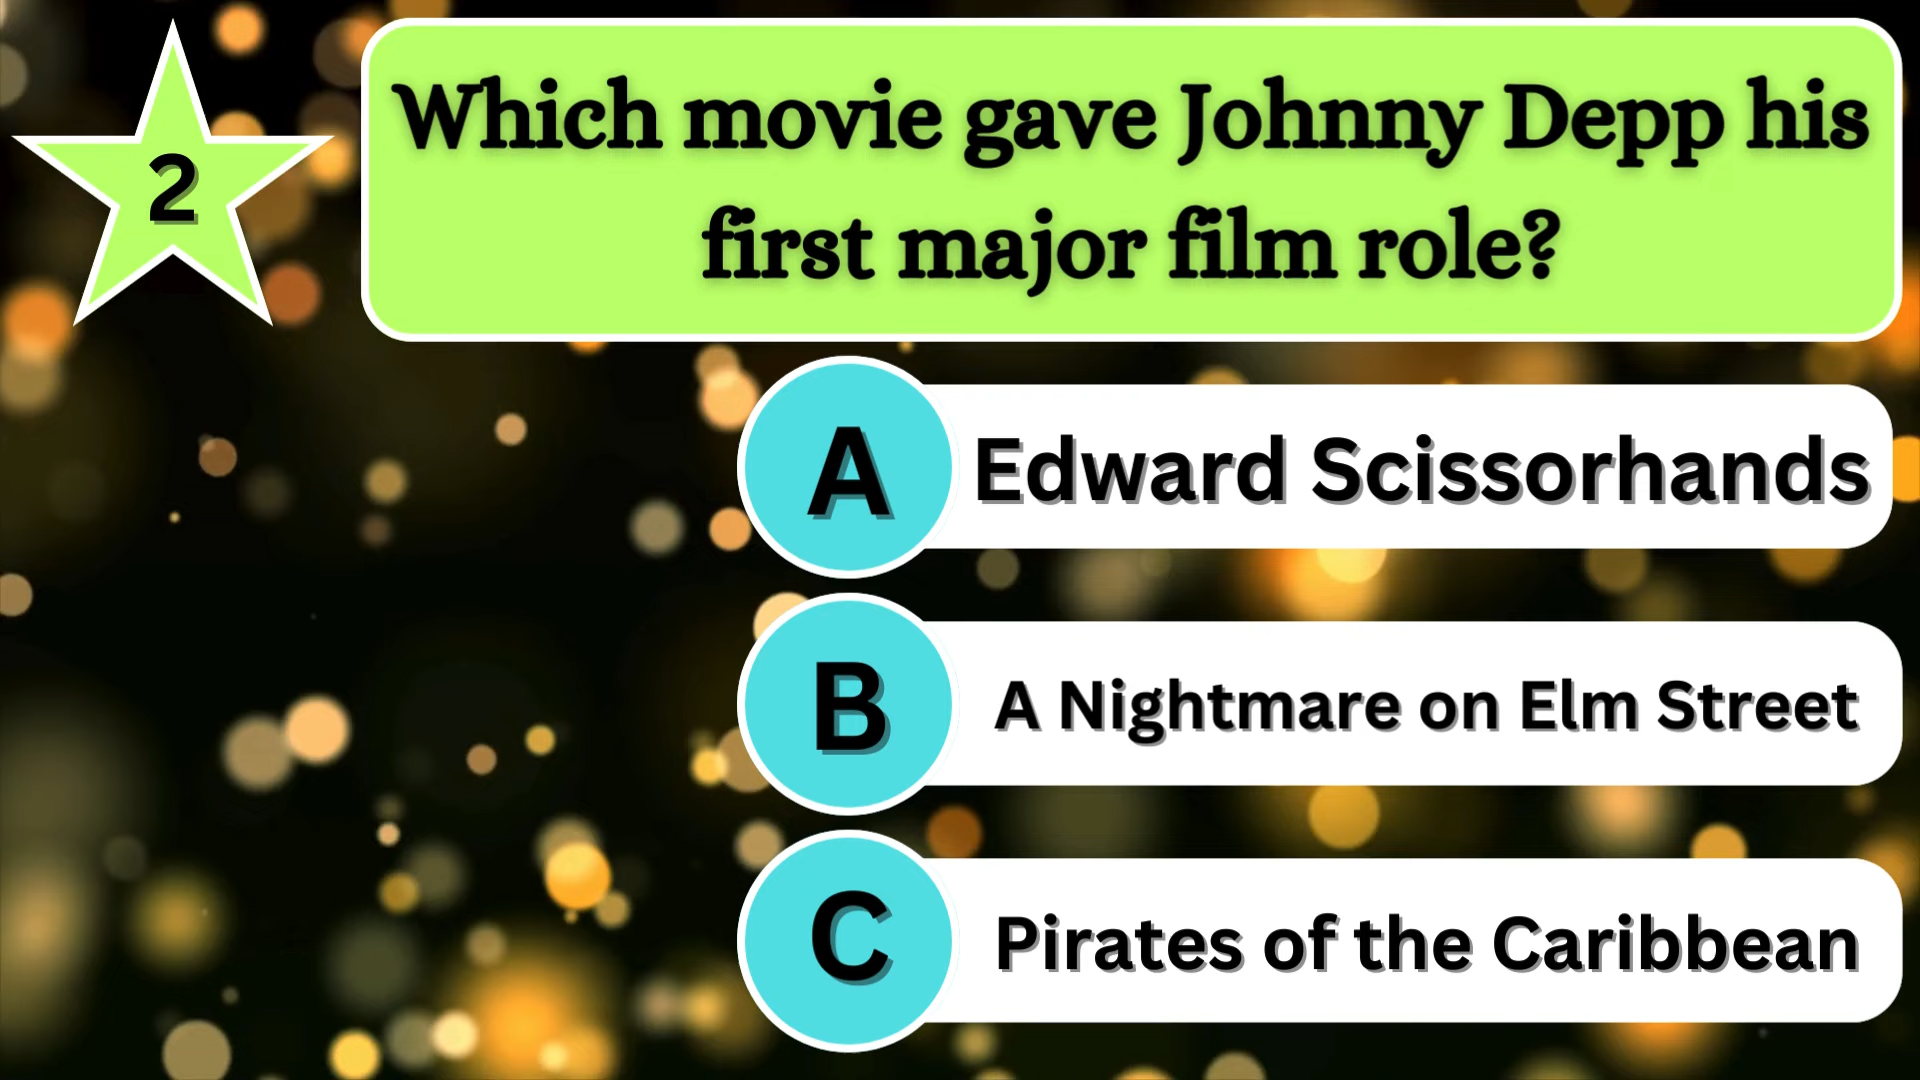 2
Which movie gave Johnny Depp his
first major film role?
A
Edward Scissorhands
B
A Nightmare on Elm Street
C
Pirates of the Caribbean